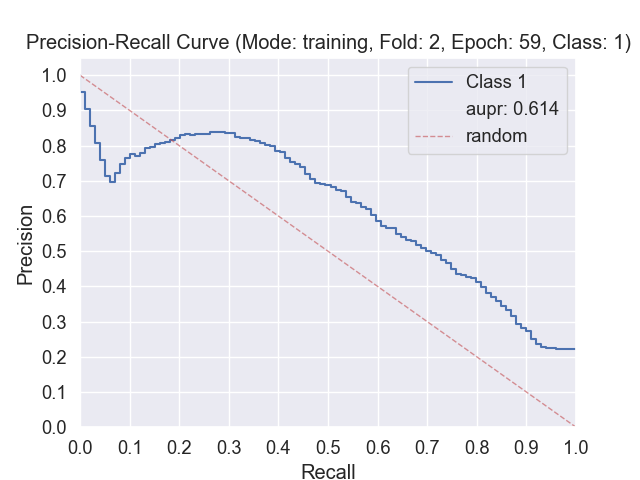 Precision-Recall Curve (Mode: training, Fold: 2, Epoch: 59, Class: 1)
1.0
0.9
0.8
0.7
0.6
0.5
0.4
0.3
0.2
0.1
0.0
Precision
Class 1
aupr: 0.614
random
0.0 0.1 0.2 0.3 0.4 0.5 0.6 0.7 0.8 0.9 1.0
Recall